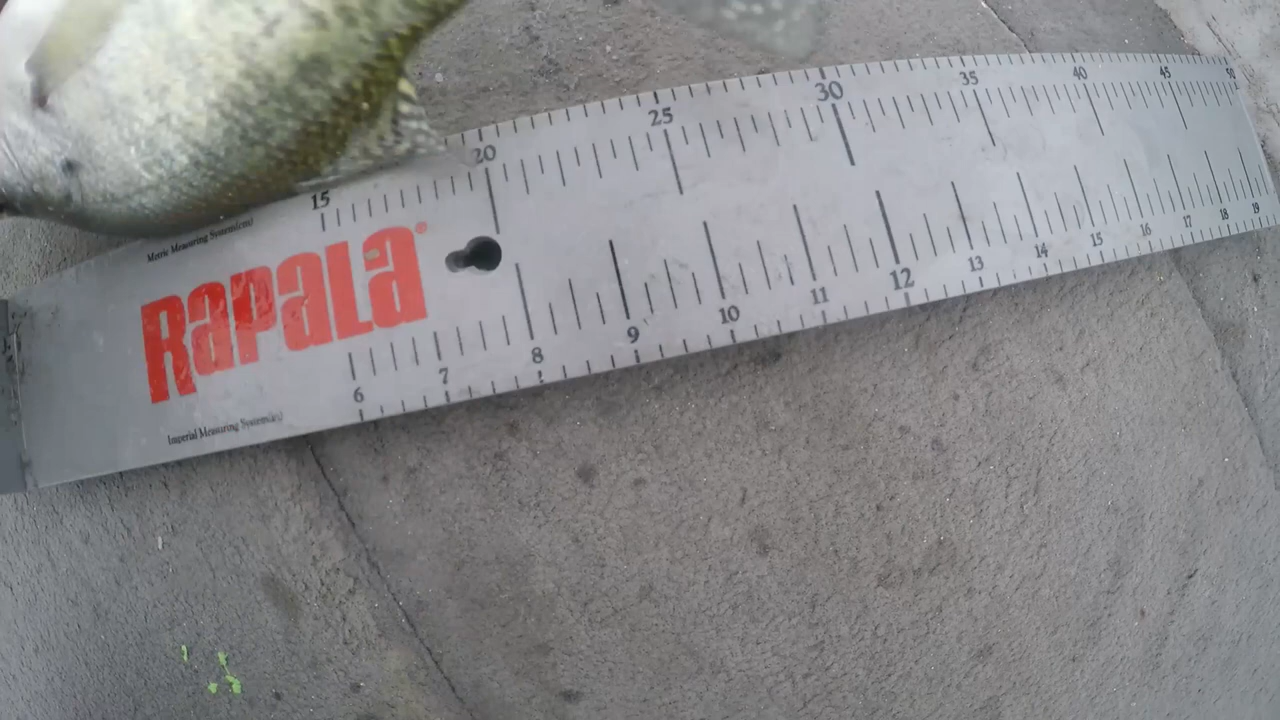 15 20 25 30 35 40 45 50
Metric Measuring System(cm)
RAPALA®
6 7 8 9 10 11 12 13 14 15 16 17 18 19
Imperial Measuring System(in)